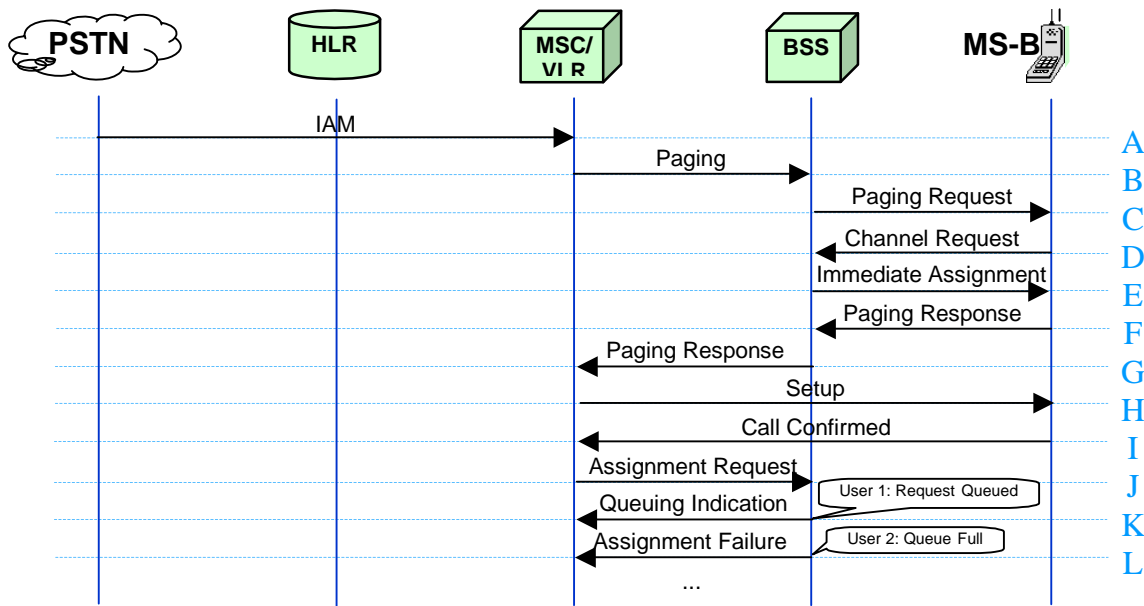 PSTN
HLR
MSC/
VLR
BSS
MS-B
IAM
A
Paging
B
Paging Request
C
Channel Request
D
Immediate Assignment
E
Paging Response
F
Paging Response
G
Setup
H
Call Confirmed
I
Assignment Request
J
User 1: Request Queued
Queuing Indication
K
Assignment Failure
User 2: Queue Full
L
...